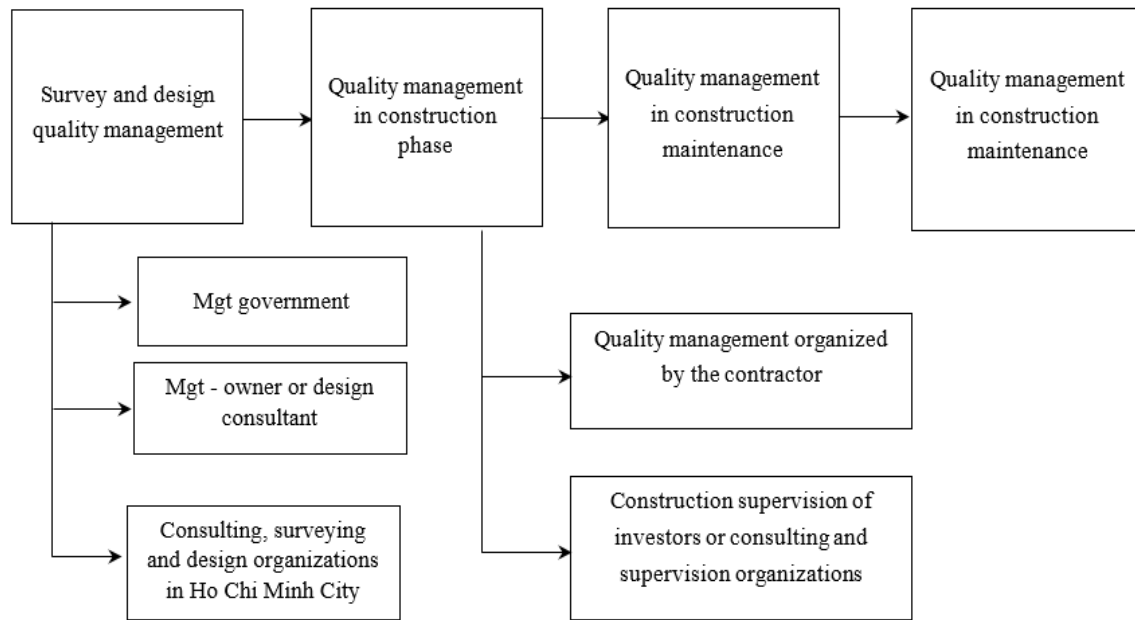 Survey and design
quality management
Quality management
in construction
phase
Quality management
in construction
maintenance
Quality management
in construction
maintenance
Mgt government
Mgt - owner or design
consultant
Consulting, surveying
and design organizations
in Ho Chi Minh City
Quality management organized
by the contractor
Construction supervision of
investors or consulting and
supervision organizations